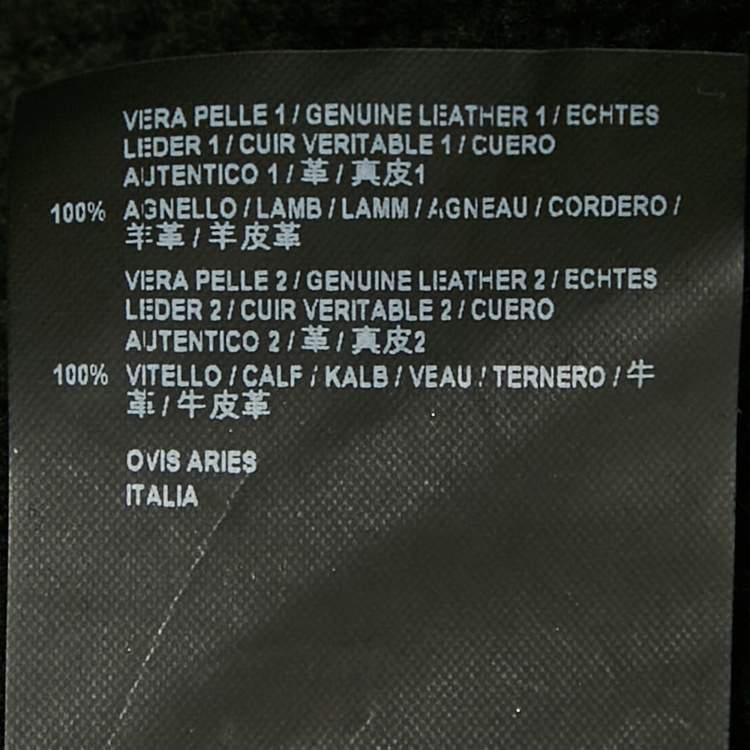 VERA PELLE 1 / GENUINE LEATHER 1 / ECHTES
LEDER 1 / CUIR VERITABLE 1 / CUERO
AUTENTICO 1 / 革 / 真皮1
100% AGNELLO / LAMB / LAMM / AGNEAU / CORDERO /
羊革 / 羊皮革
VERA PELLE 2 / GENUINE LEATHER 2 / ECHTES
LEDER 2 / CUIR VERITABLE 2 / CUERO
AUTENTICO 2 / 革 / 真皮2
100% VITELLO / CALF / KALB / VEAU / TERNERO / 牛
革 / 牛皮革
OVIS ARIES
ITALIA